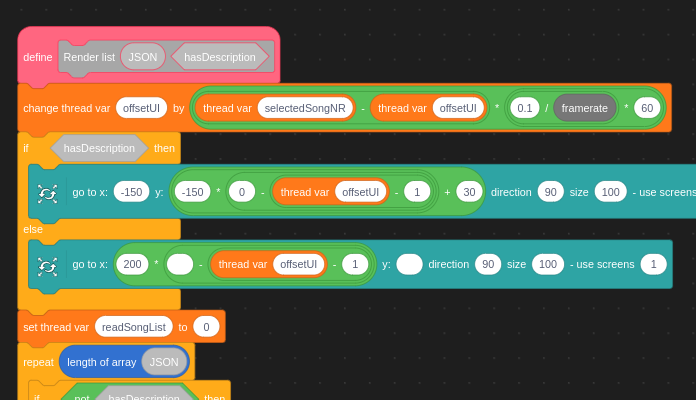 define Render list JSON hasDescription
change thread var offsetUI by thread var selectedSongNR - thread var offsetUI * 0.1 / framerate * 60
if hasDescription then
go to x: -150 y: -150 * 0 - thread var offsetUI - 1 + 30 direction 90 size 100 - use screens
else
go to x: 200 * - thread var offsetUI - 1 y: direction 90 size 100 - use screens 1
set thread var readSongList to 0
repeat length of array JSON
if not hasDescription then